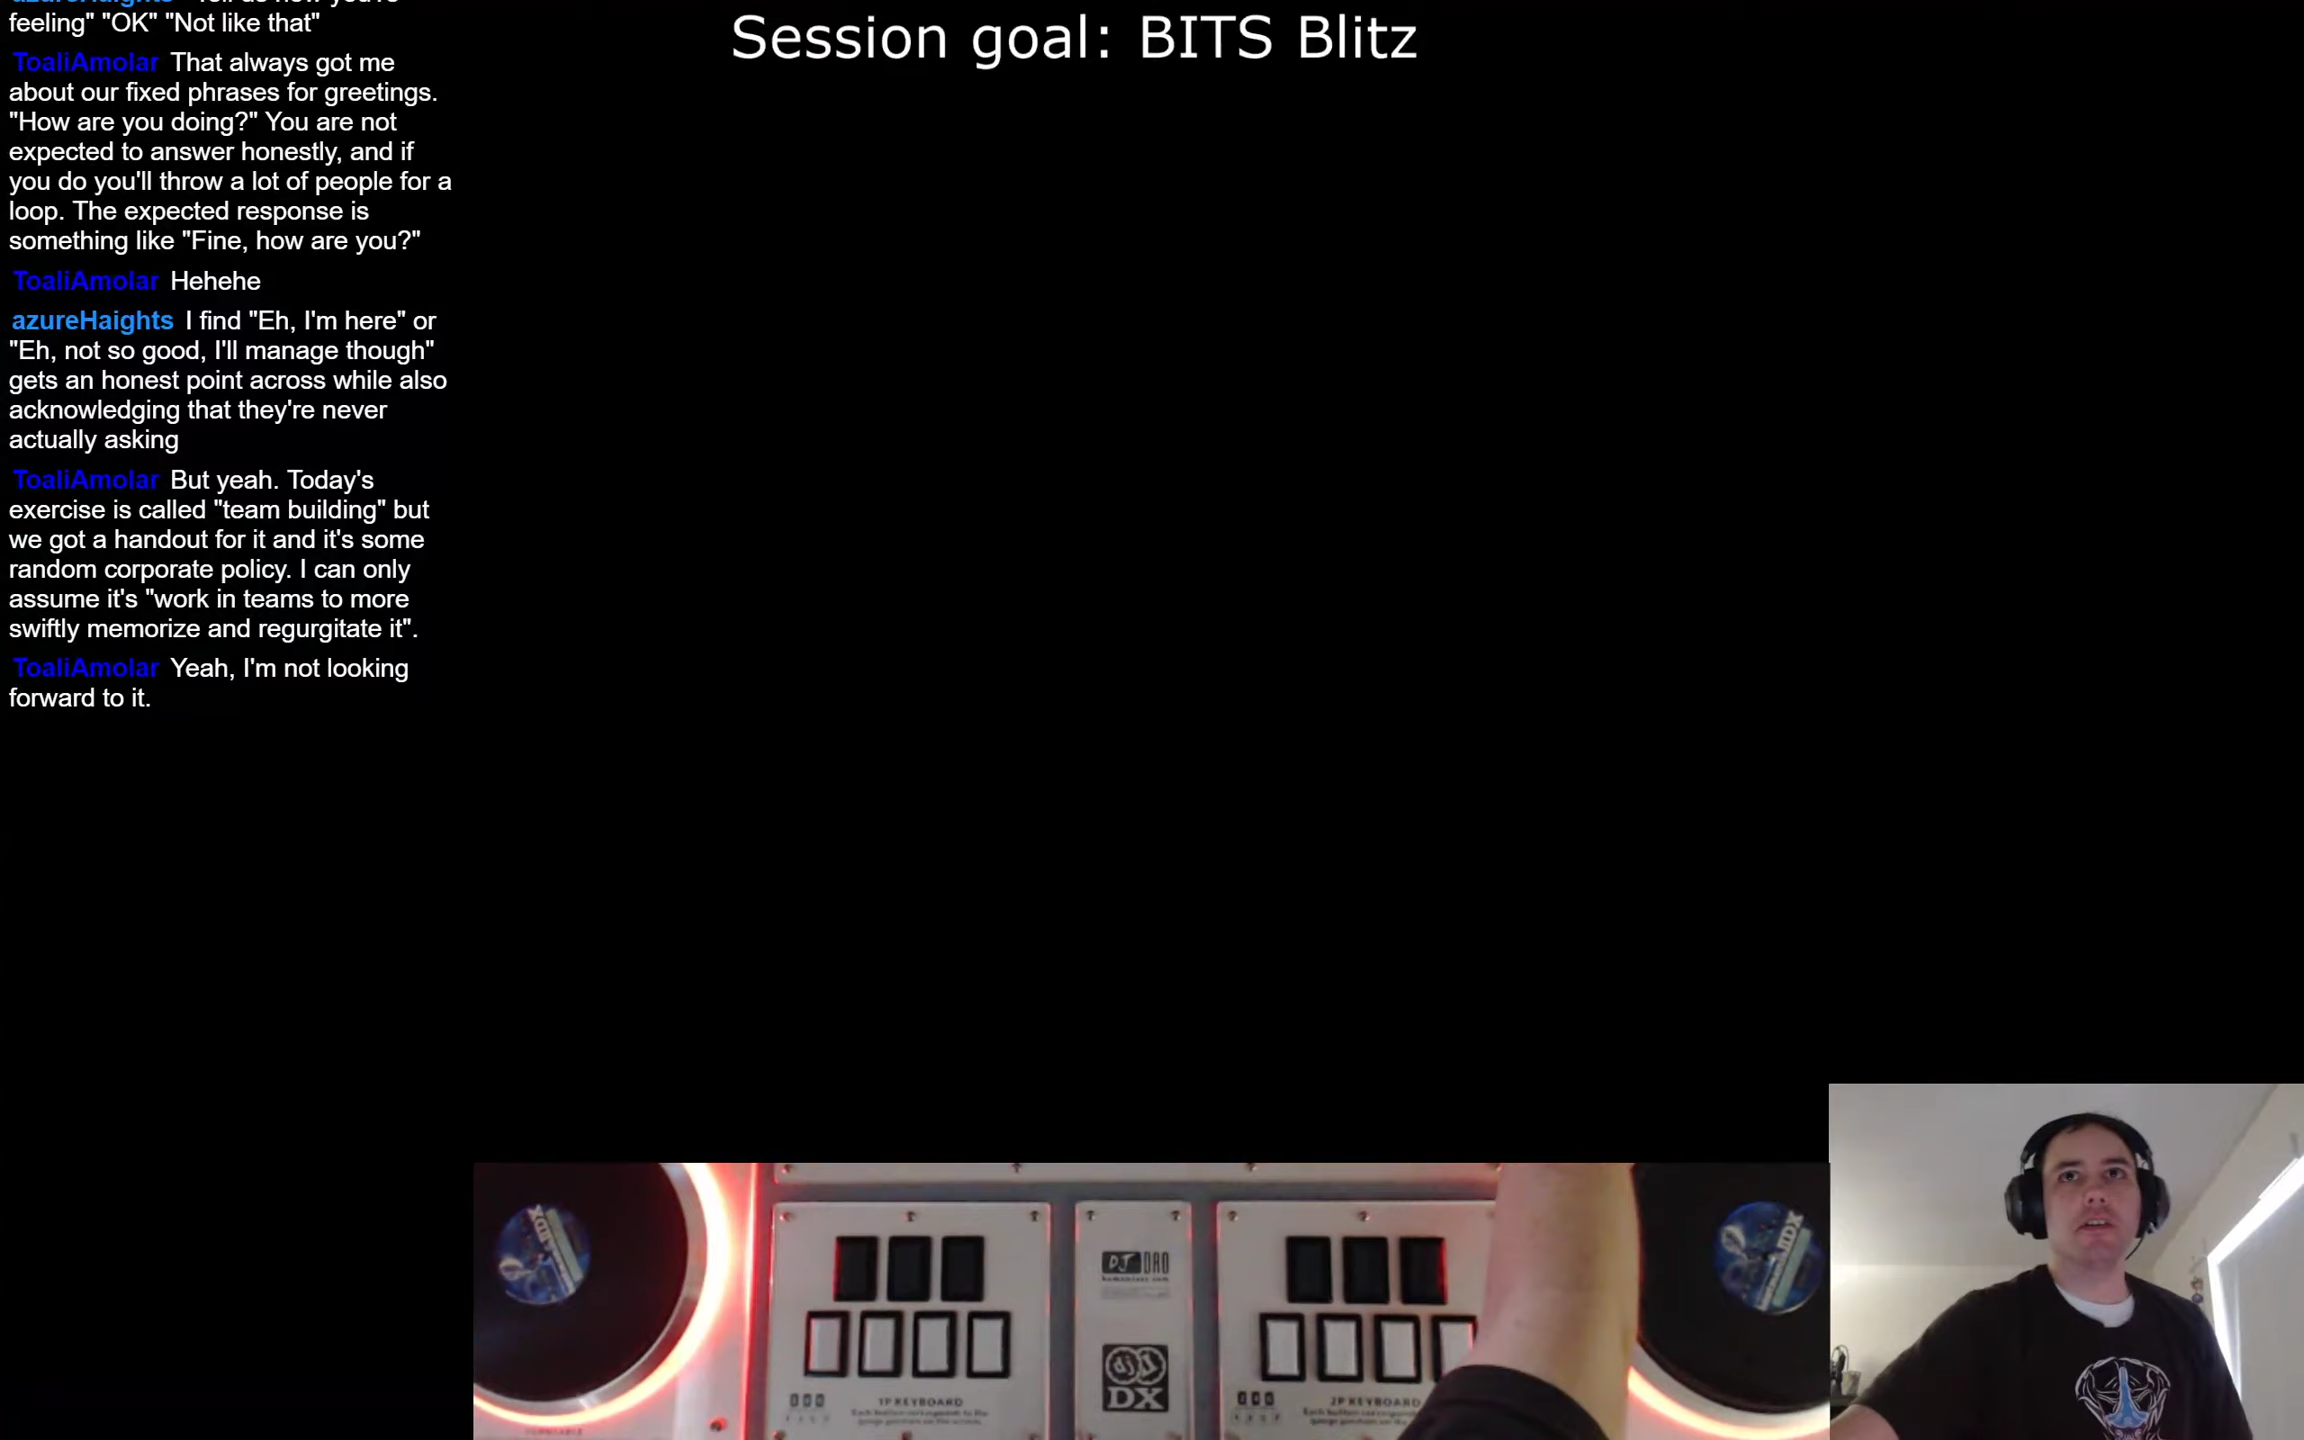 feeling" "OK" "Not like that"
Session goal: BITS Blitz
ToaliAmolar That always got me
about our fixed phrases for greetings.
"How are you doing?" You are not
expected to answer honestly, and if
you do you'll throw a lot of people for a
loop. The expected response is
something like "Fine, how are you?"
ToaliAmolar Hehehe
azureHaights I find "Eh, I'm here" or
"Eh, not so good, I'll manage though"
gets an honest point across while also
acknowledging that they're never
actually asking
ToaliAmolar But yeah. Today's
exercise is called "team building" but
we got a handout for it and it's some
random corporate policy. I can only
assume it's "work in teams to more
swiftly memorize and regurgitate it".
ToaliAmolar Yeah, I'm not looking
forward to it.
DJ DAO
DX
1P KEYBOARD
2P KEYBOARD